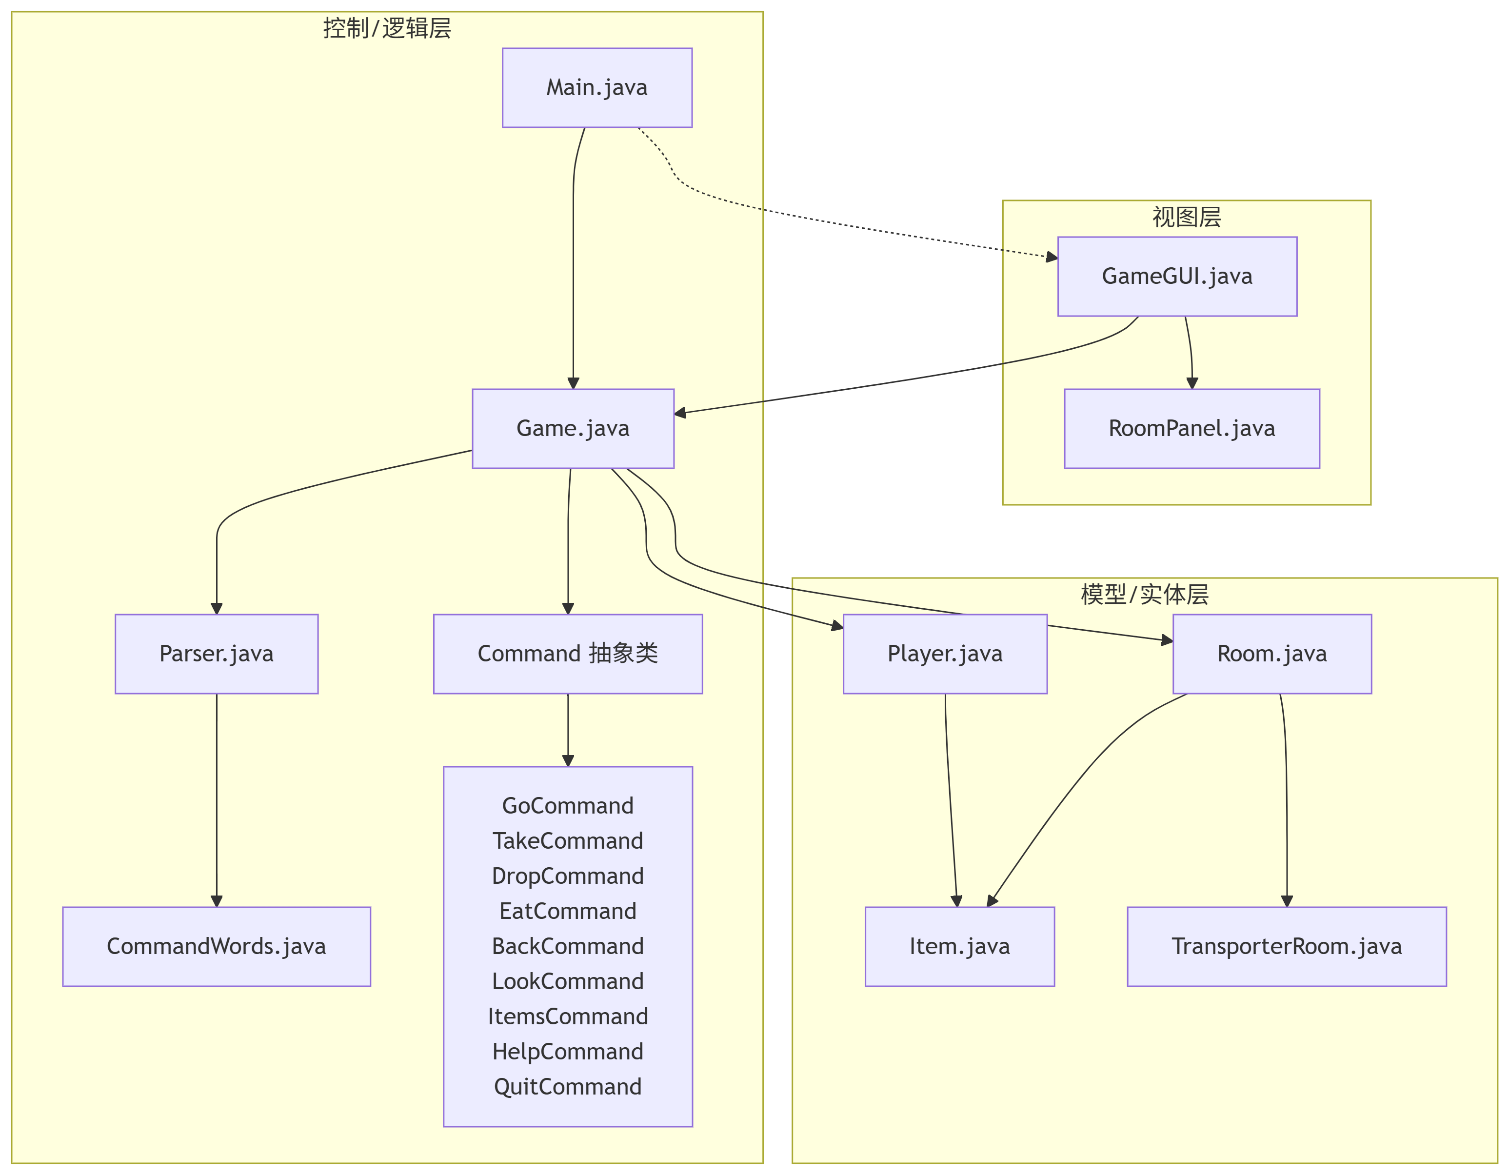 控制/逻辑层
Main.java
视图层
GameGUI.java
Game.java
RoomPanel.java
模型/实体层
Parser.java
Command 抽象类
Player.java
Room.java
GoCommand
TakeCommand
DropCommand
EatCommand
BackCommand
LookCommand
ItemsCommand
HelpCommand
QuitCommand
CommandWords.java
Item.java
TransporterRoom.java